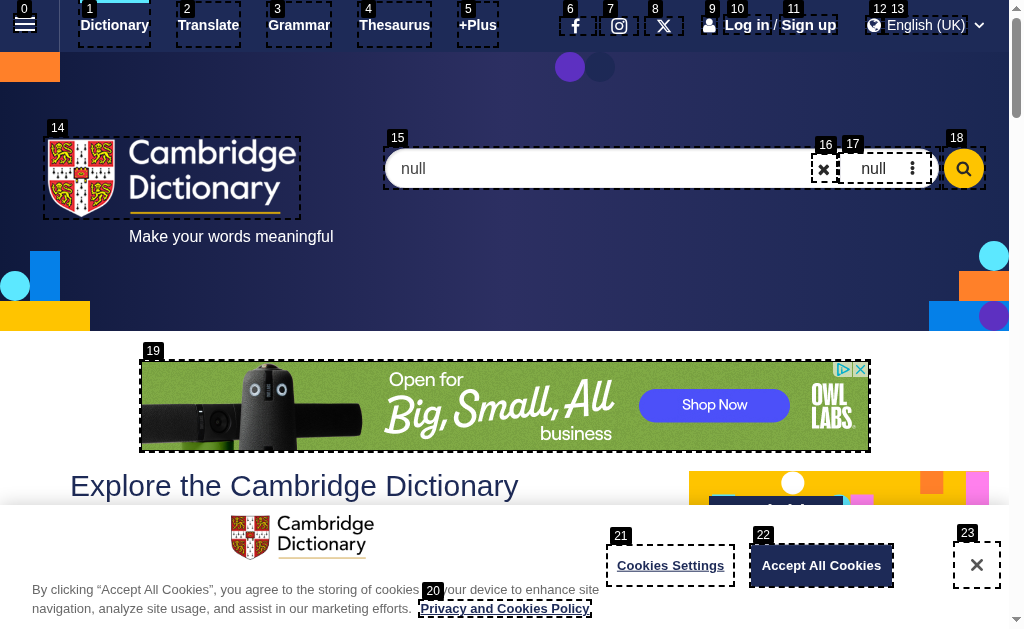 0 1 2 3 4 5 6 7 8 9 10 11 12 13
Dictionary Translate Grammar Thesaurus +Plus Log in / Sign up English (UK)
14 15 16 17 18
Cambridge
Dictionary
null null
Make your words meaningful
19
Open for
Big, Small, All
business
Shop Now
OWL
LABS
Explore the Cambridge Dictionary
Cambridge
Dictionary
21 22 23
Cookies Settings Accept All Cookies
By clicking “Accept All Cookies”, you agree to the storing of cookies 20 your device to enhance site
navigation, analyze site usage, and assist in our marketing efforts. Privacy and Cookies Policy